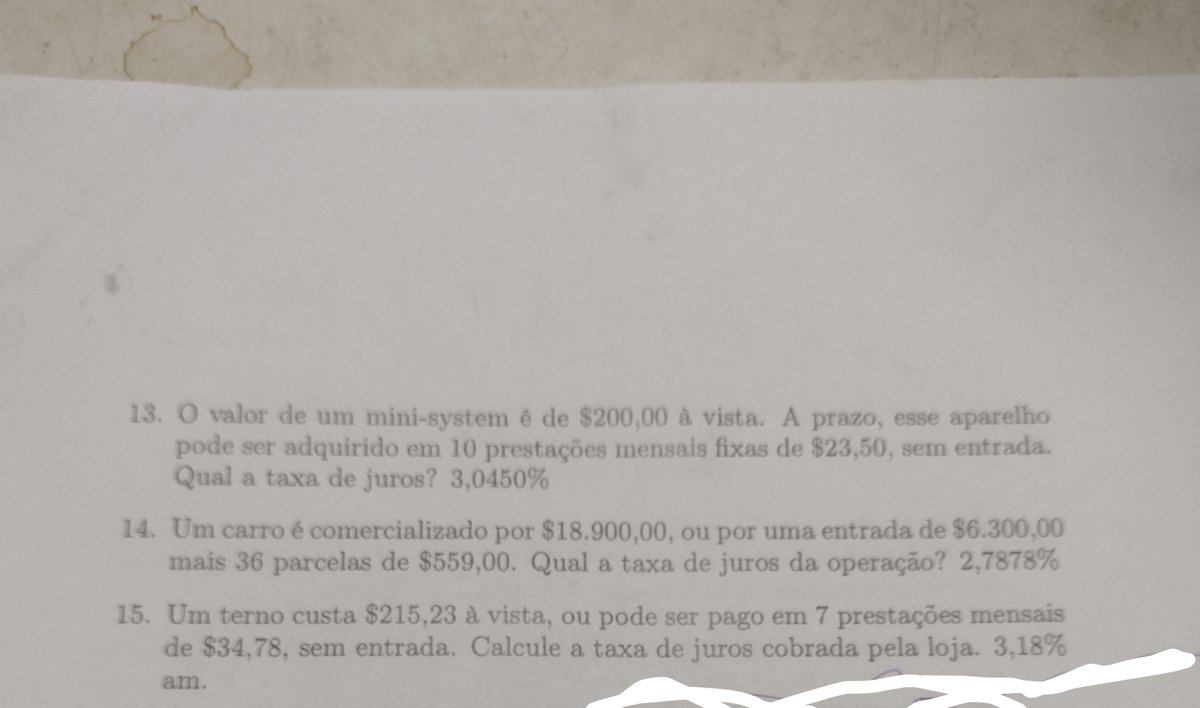 13. O valor de um mini-system é de $200,00 à vista. A prazo, esse aparelho
pode ser adquirido em 10 prestações mensais fixas de $23,50, sem entrada.
Qual a taxa de juros? 3,0450%
14. Um carro é comercializado por $18.900,00, ou por uma entrada de $6.300,00
mais 36 parcelas de $559,00. Qual a taxa de juros da operação? 2,7878%
15. Um terno custa $215,23 à vista, ou pode ser pago em 7 prestações mensais
de $34,78, sem entrada. Calcule a taxa de juros cobrada pela loja. 3,18%
am.